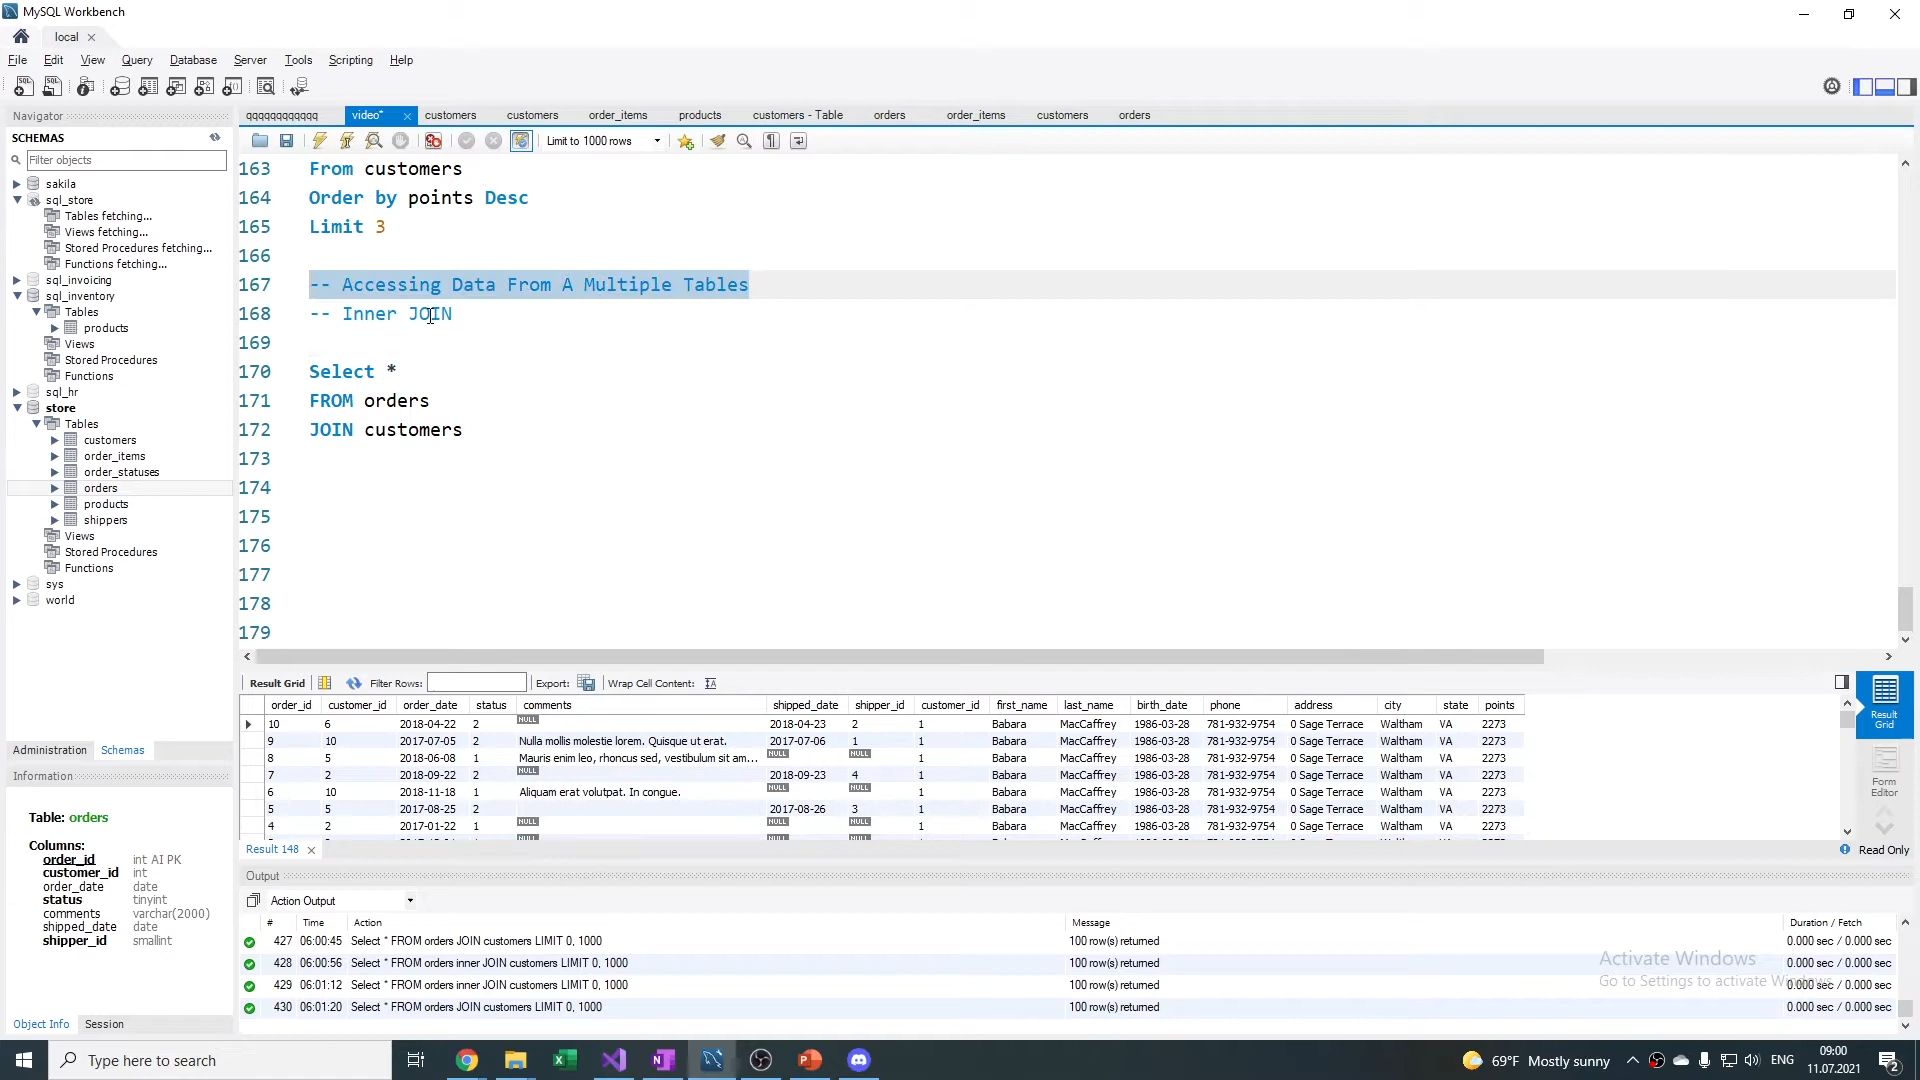 MySQL Workbench
local
File Edit View Query Database Server Tools Scripting Help
Navigator
SCHEMAS
Filter objects
sakila
sql_store
Tables fetching...
Views fetching...
Stored Procedures fetching...
Functions fetching...
sql_invoicing
sql_inventory
Tables
products
Views
Stored Procedures
Functions
sql_hr
store
Tables
customers
order_items
order_statuses
orders
products
shippers
Views
Stored Procedures
Functions
sys
world
Administration Schemas
Information
Table: orders
Columns:
order_id int AI PK
customer_id int
order_date date
status tinyint
comments varchar(2000)
shipped_date date
shipper_id smallint
Object Info Session
qqqqqqqqqqqq video* customers customers order_items products customers - Table orders order_items customers orders
Limit to 1000 rows
163 From customers
164 Order by points Desc
165 Limit 3
166
167 -- Accessing Data From A Multiple Tables
168 -- Inner JOIN
169
170 Select *
171 FROM orders
172 JOIN customers
173
174
175
176
177
178
179
Result Grid Filter Rows: Export: Wrap Cell Content:
order_id customer_id order_date status comments shipped_date shipper_id customer_id first_name last_name birth_date phone address city state points
10 6 2018-04-22 2 NULL 2018-04-23 2 1 Babara MacCaffrey 1986-03-28 781-932-9754 0 Sage Terrace Waltham VA 2273
9 10 2017-07-05 2 Nulla mollis molestie lorem. Quisque ut erat. 2017-07-06 1 1 Babara MacCaffrey 1986-03-28 781-932-9754 0 Sage Terrace Waltham VA 2273
8 5 2018-06-08 1 Mauris enim leo, rhoncus sed, vestibulum sit am... NULL NULL 1 Babara MacCaffrey 1986-03-28 781-932-9754 0 Sage Terrace Waltham VA 2273
7 2 2018-09-22 2 NULL 2018-09-23 4 1 Babara MacCaffrey 1986-03-28 781-932-9754 0 Sage Terrace Waltham VA 2273
6 10 2018-11-18 1 Aliquam erat volutpat. In congue. NULL NULL 1 Babara MacCaffrey 1986-03-28 781-932-9754 0 Sage Terrace Waltham VA 2273
5 5 2017-08-25 2 2017-08-26 3 1 Babara MacCaffrey 1986-03-28 781-932-9754 0 Sage Terrace Waltham VA 2273
4 2 2017-01-22 1 NULL NULL NULL 1 Babara MacCaffrey 1986-03-28 781-932-9754 0 Sage Terrace Waltham VA 2273
Result Grid
Form Editor
Result 148
Read Only
Output
Action Output
# Time Action Message Duration / Fetch
427 06:00:45 Select * FROM orders JOIN customers LIMIT 0, 1000 100 row(s) returned 0.000 sec / 0.000 sec
428 06:00:56 Select * FROM orders inner JOIN customers LIMIT 0, 1000 100 row(s) returned 0.000 sec / 0.000 sec
429 06:01:12 Select * FROM orders inner JOIN customers LIMIT 0, 1000 100 row(s) returned 0.000 sec / 0.000 sec
430 06:01:20 Select * FROM orders JOIN customers LIMIT 0, 1000 100 row(s) returned 0.000 sec / 0.000 sec
Activate Windows
Go to Settings to activate Windows.
Type here to search
69°F Mostly sunny
ENG
09:00
11.07.2021
2